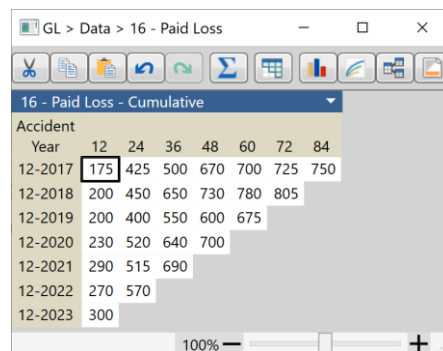 GL > Data > 16 - Paid Loss
16 - Paid Loss - Cumulative
Accident
Year 12 24 36 48 60 72 84
12-2017 175 425 500 670 700 725 750
12-2018 200 450 650 730 780 805
12-2019 200 400 550 600 675
12-2020 230 520 640 700
12-2021 290 515 690
12-2022 270 570
12-2023 300
100%